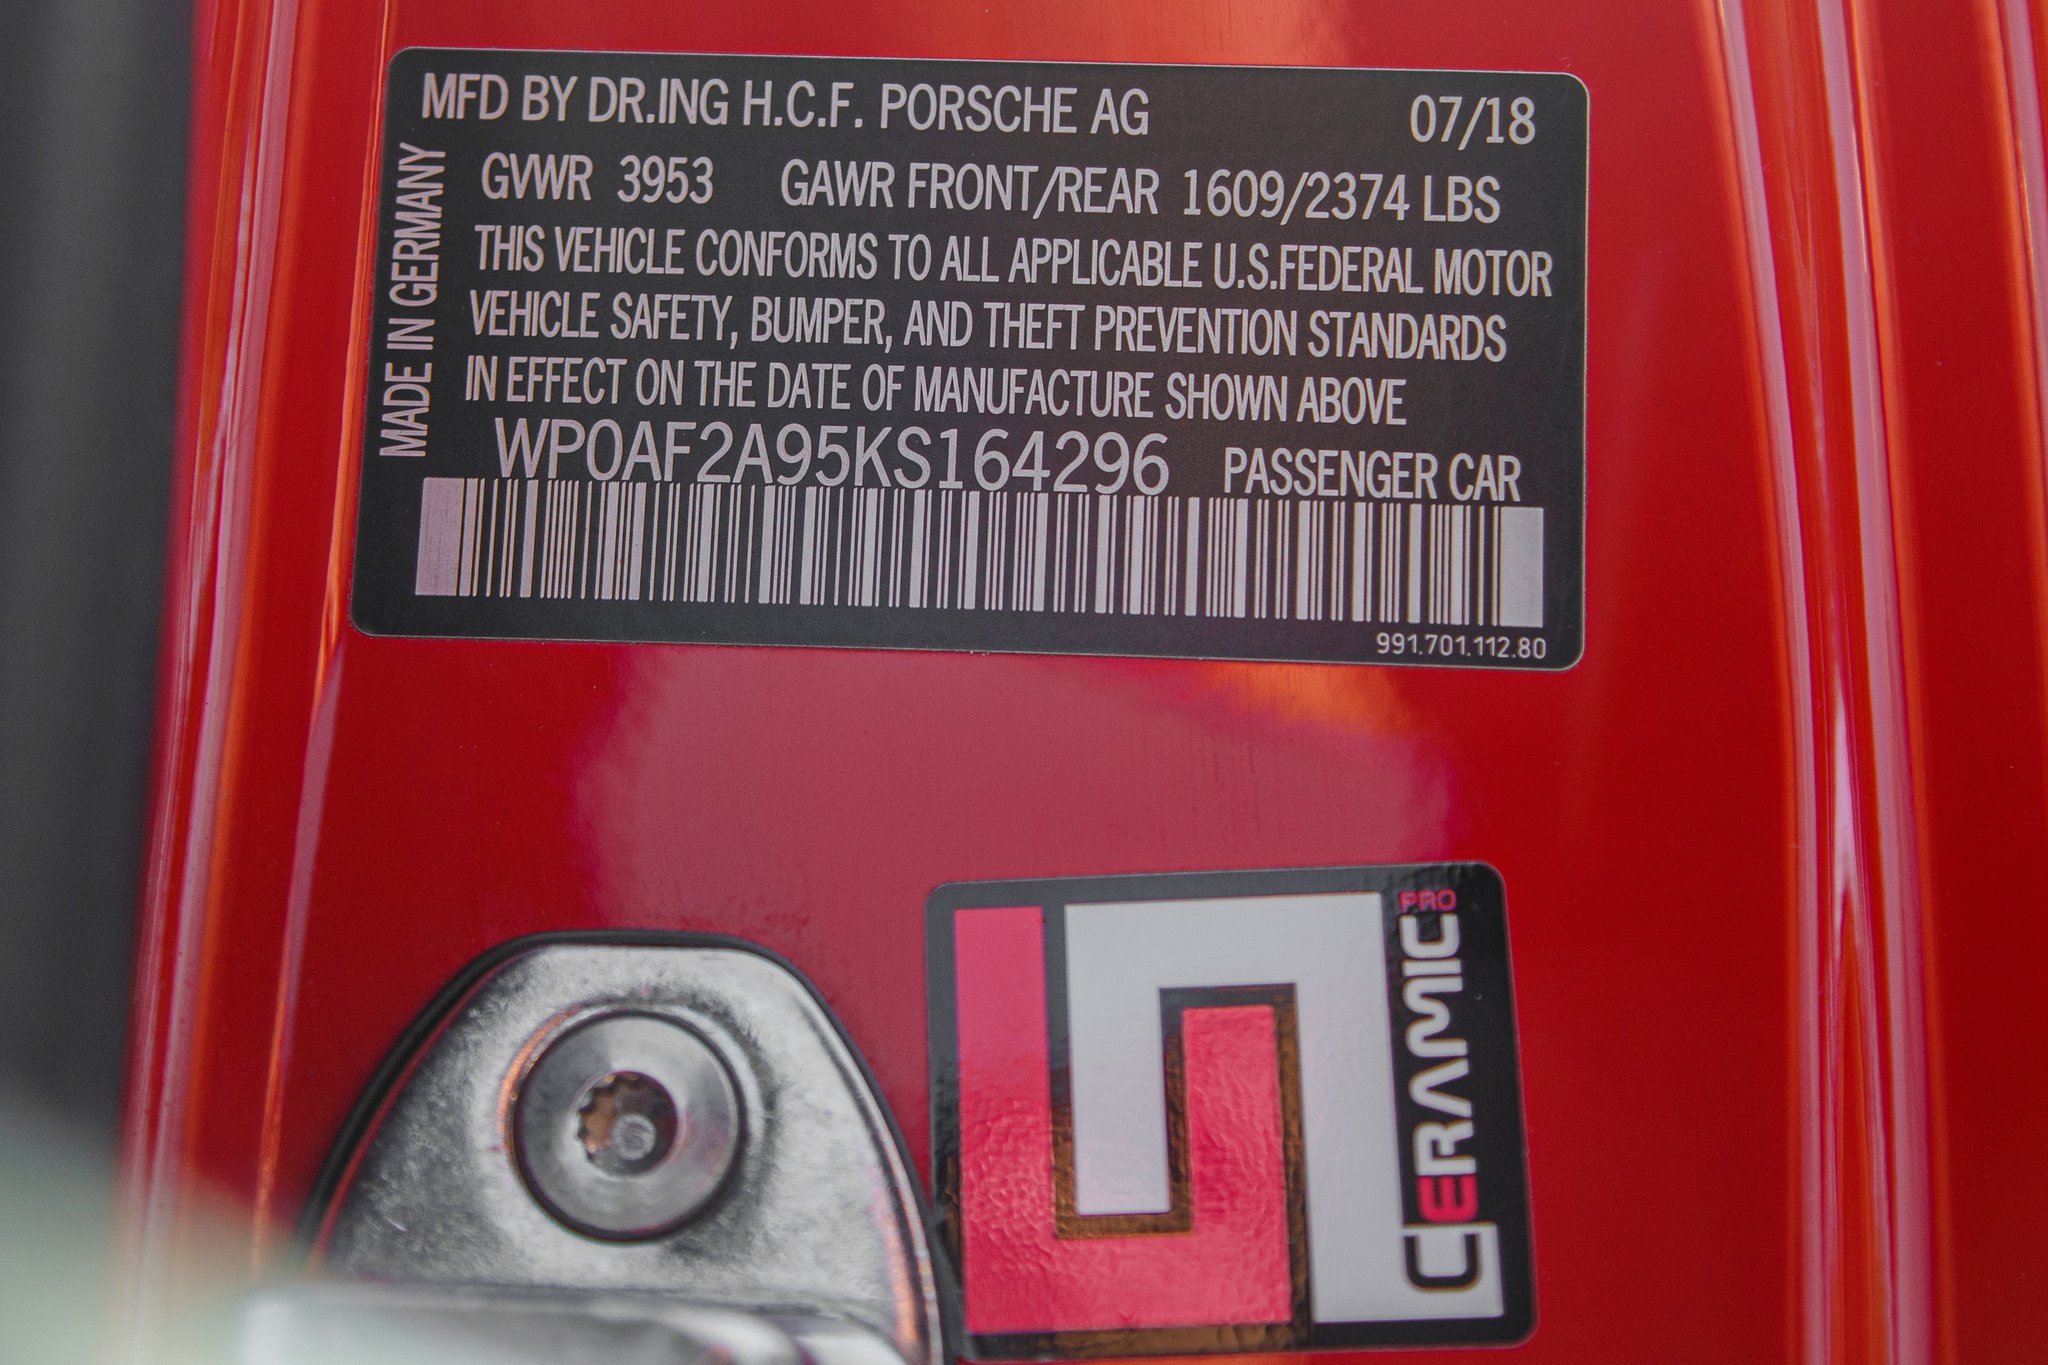 MFD BY DR.ING H.C.F. PORSCHE AG 07/18
GVWR 3953 GAWR FRONT/REAR 1609/2374 LBS
THIS VEHICLE CONFORMS TO ALL APPLICABLE U.S.FEDERAL MOTOR
VEHICLE SAFETY, BUMPER, AND THEFT PREVENTION STANDARDS
IN EFFECT ON THE DATE OF MANUFACTURE SHOWN ABOVE
WP0AF2A95KS164296 PASSENGER CAR
991.701.112.80
MADE IN GERMANY
CERAMIC
PRO